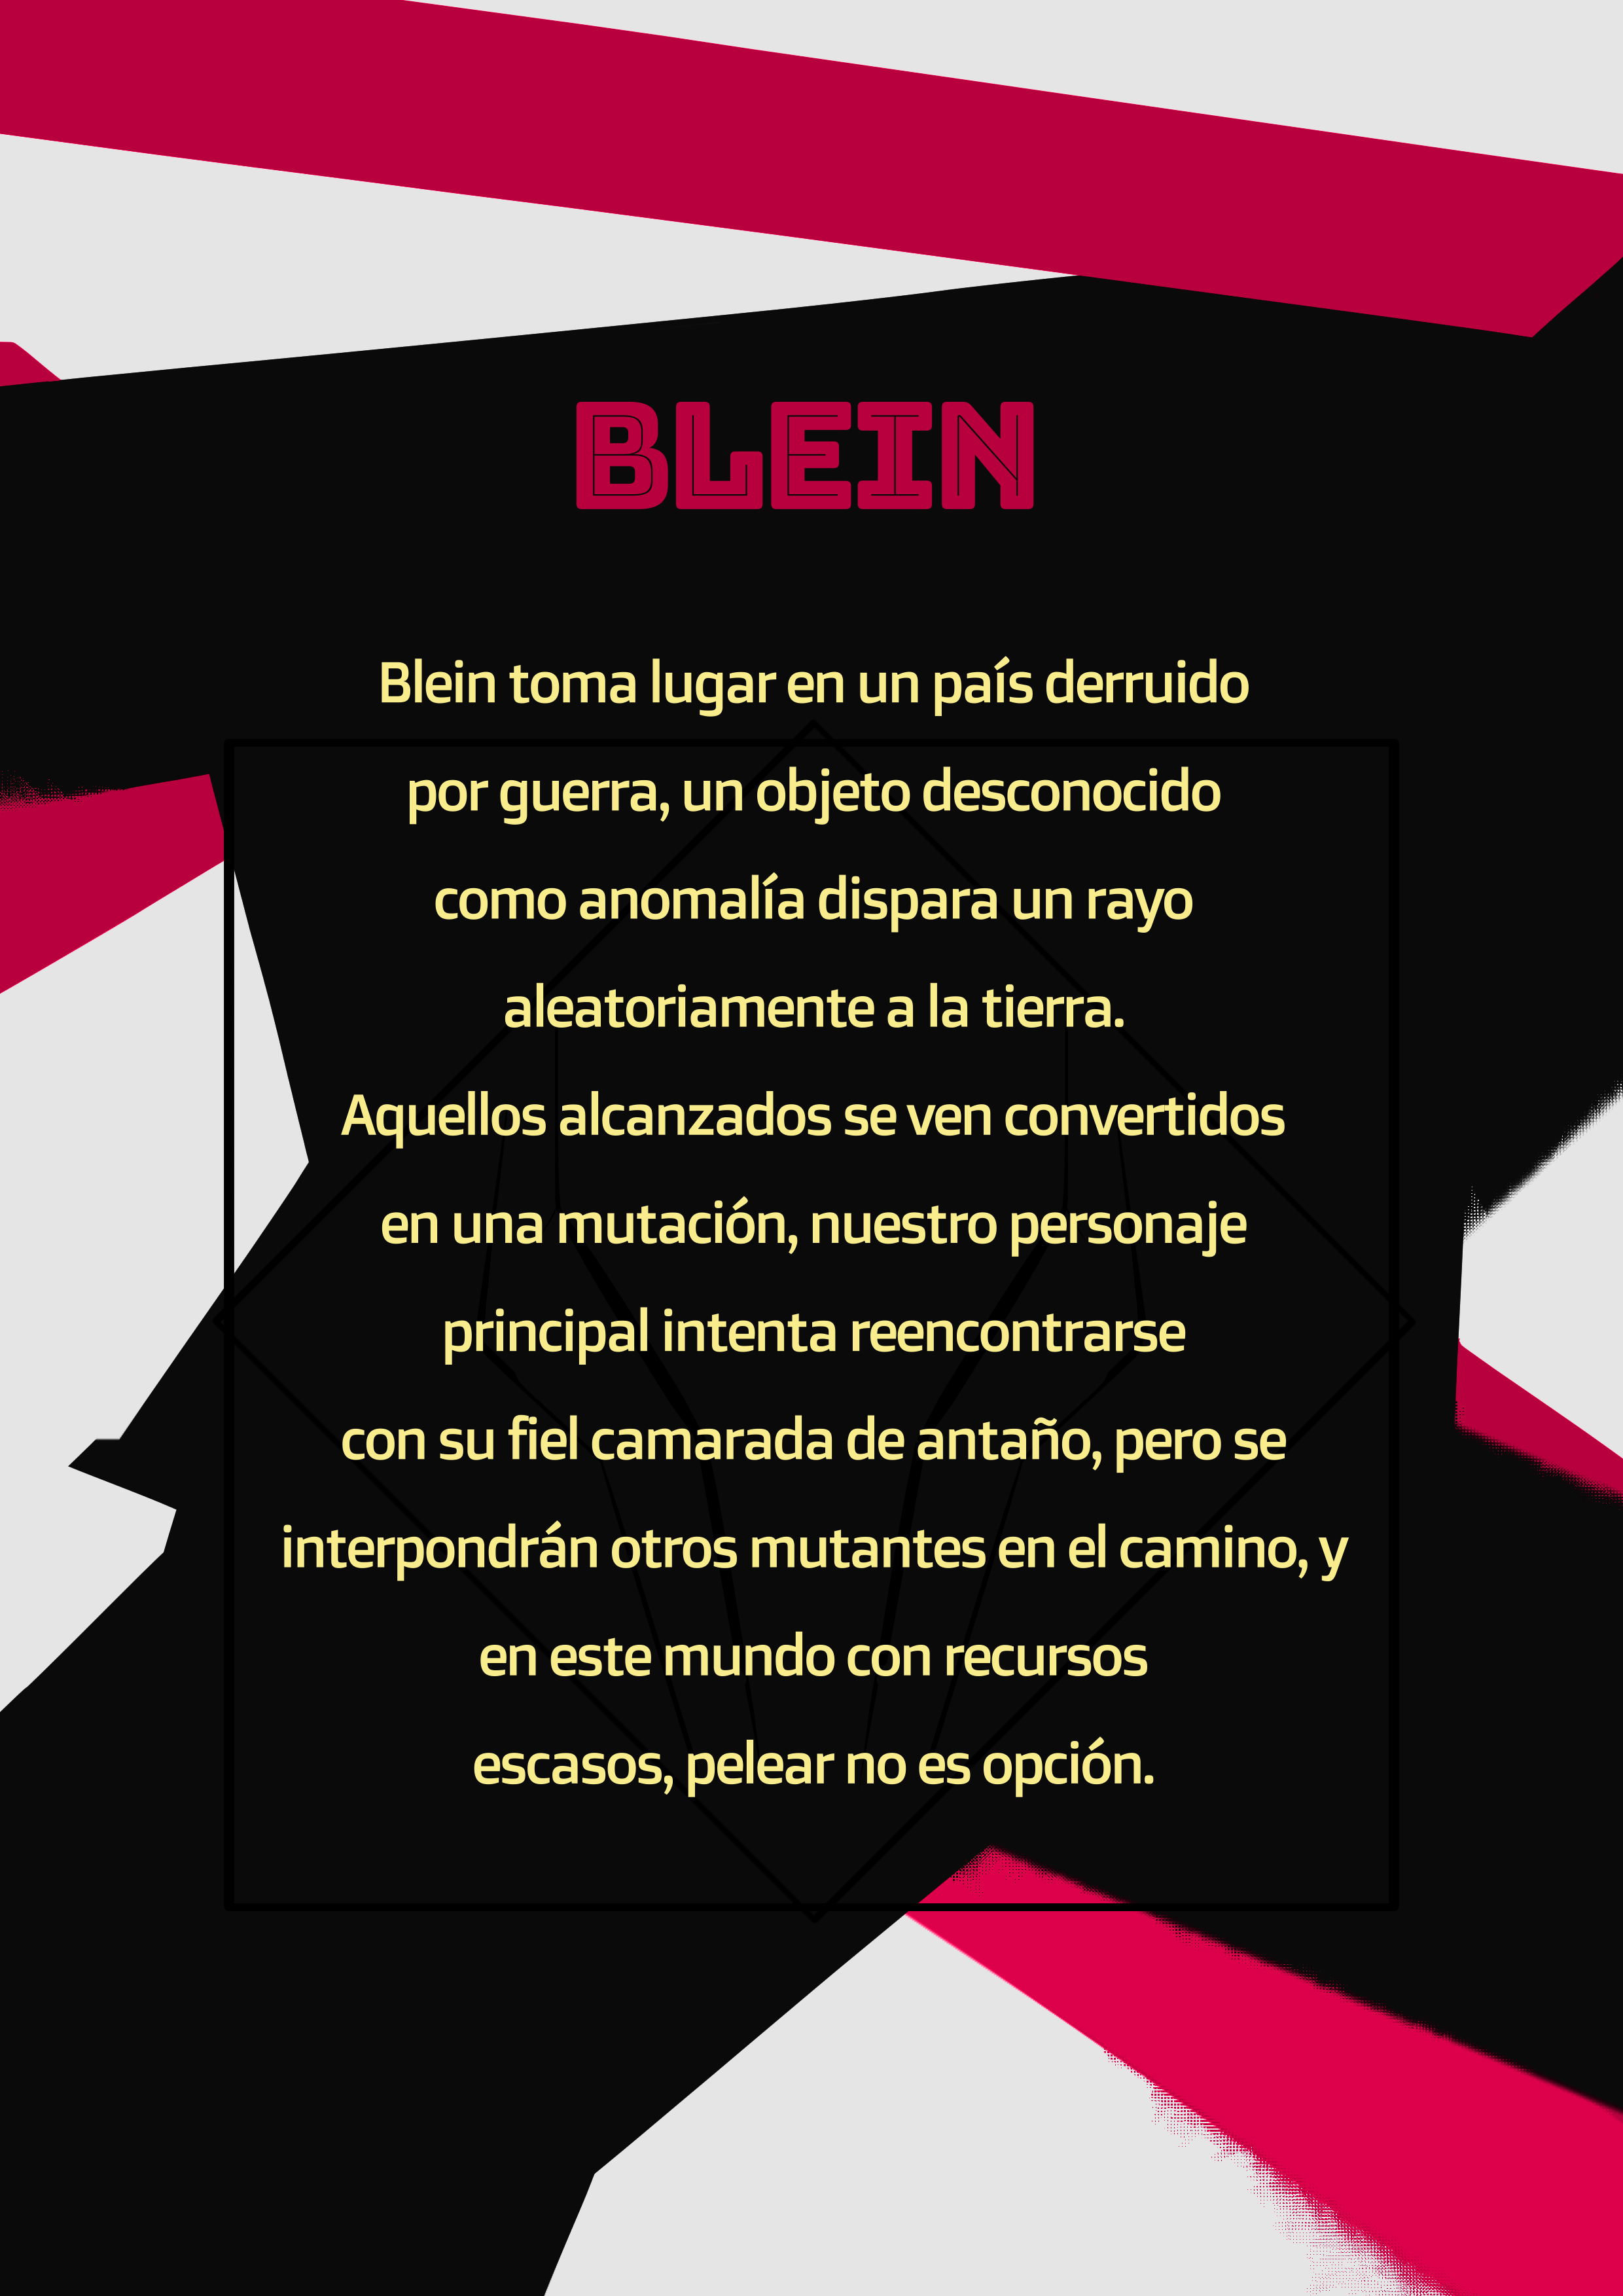 BLEIN
Blein toma lugar en un país derruido
por guerra, un objeto desconocido
como anomalía dispara un rayo
aleatoriamente a la tierra.
Aquellos alcanzados se ven convertidos
en una mutación, nuestro personaje
principal intenta reencontrarse
con su fiel camarada de antaño, pero se
interpondrán otros mutantes en el camino, y
en este mundo con recursos
escasos, pelear no es opción.